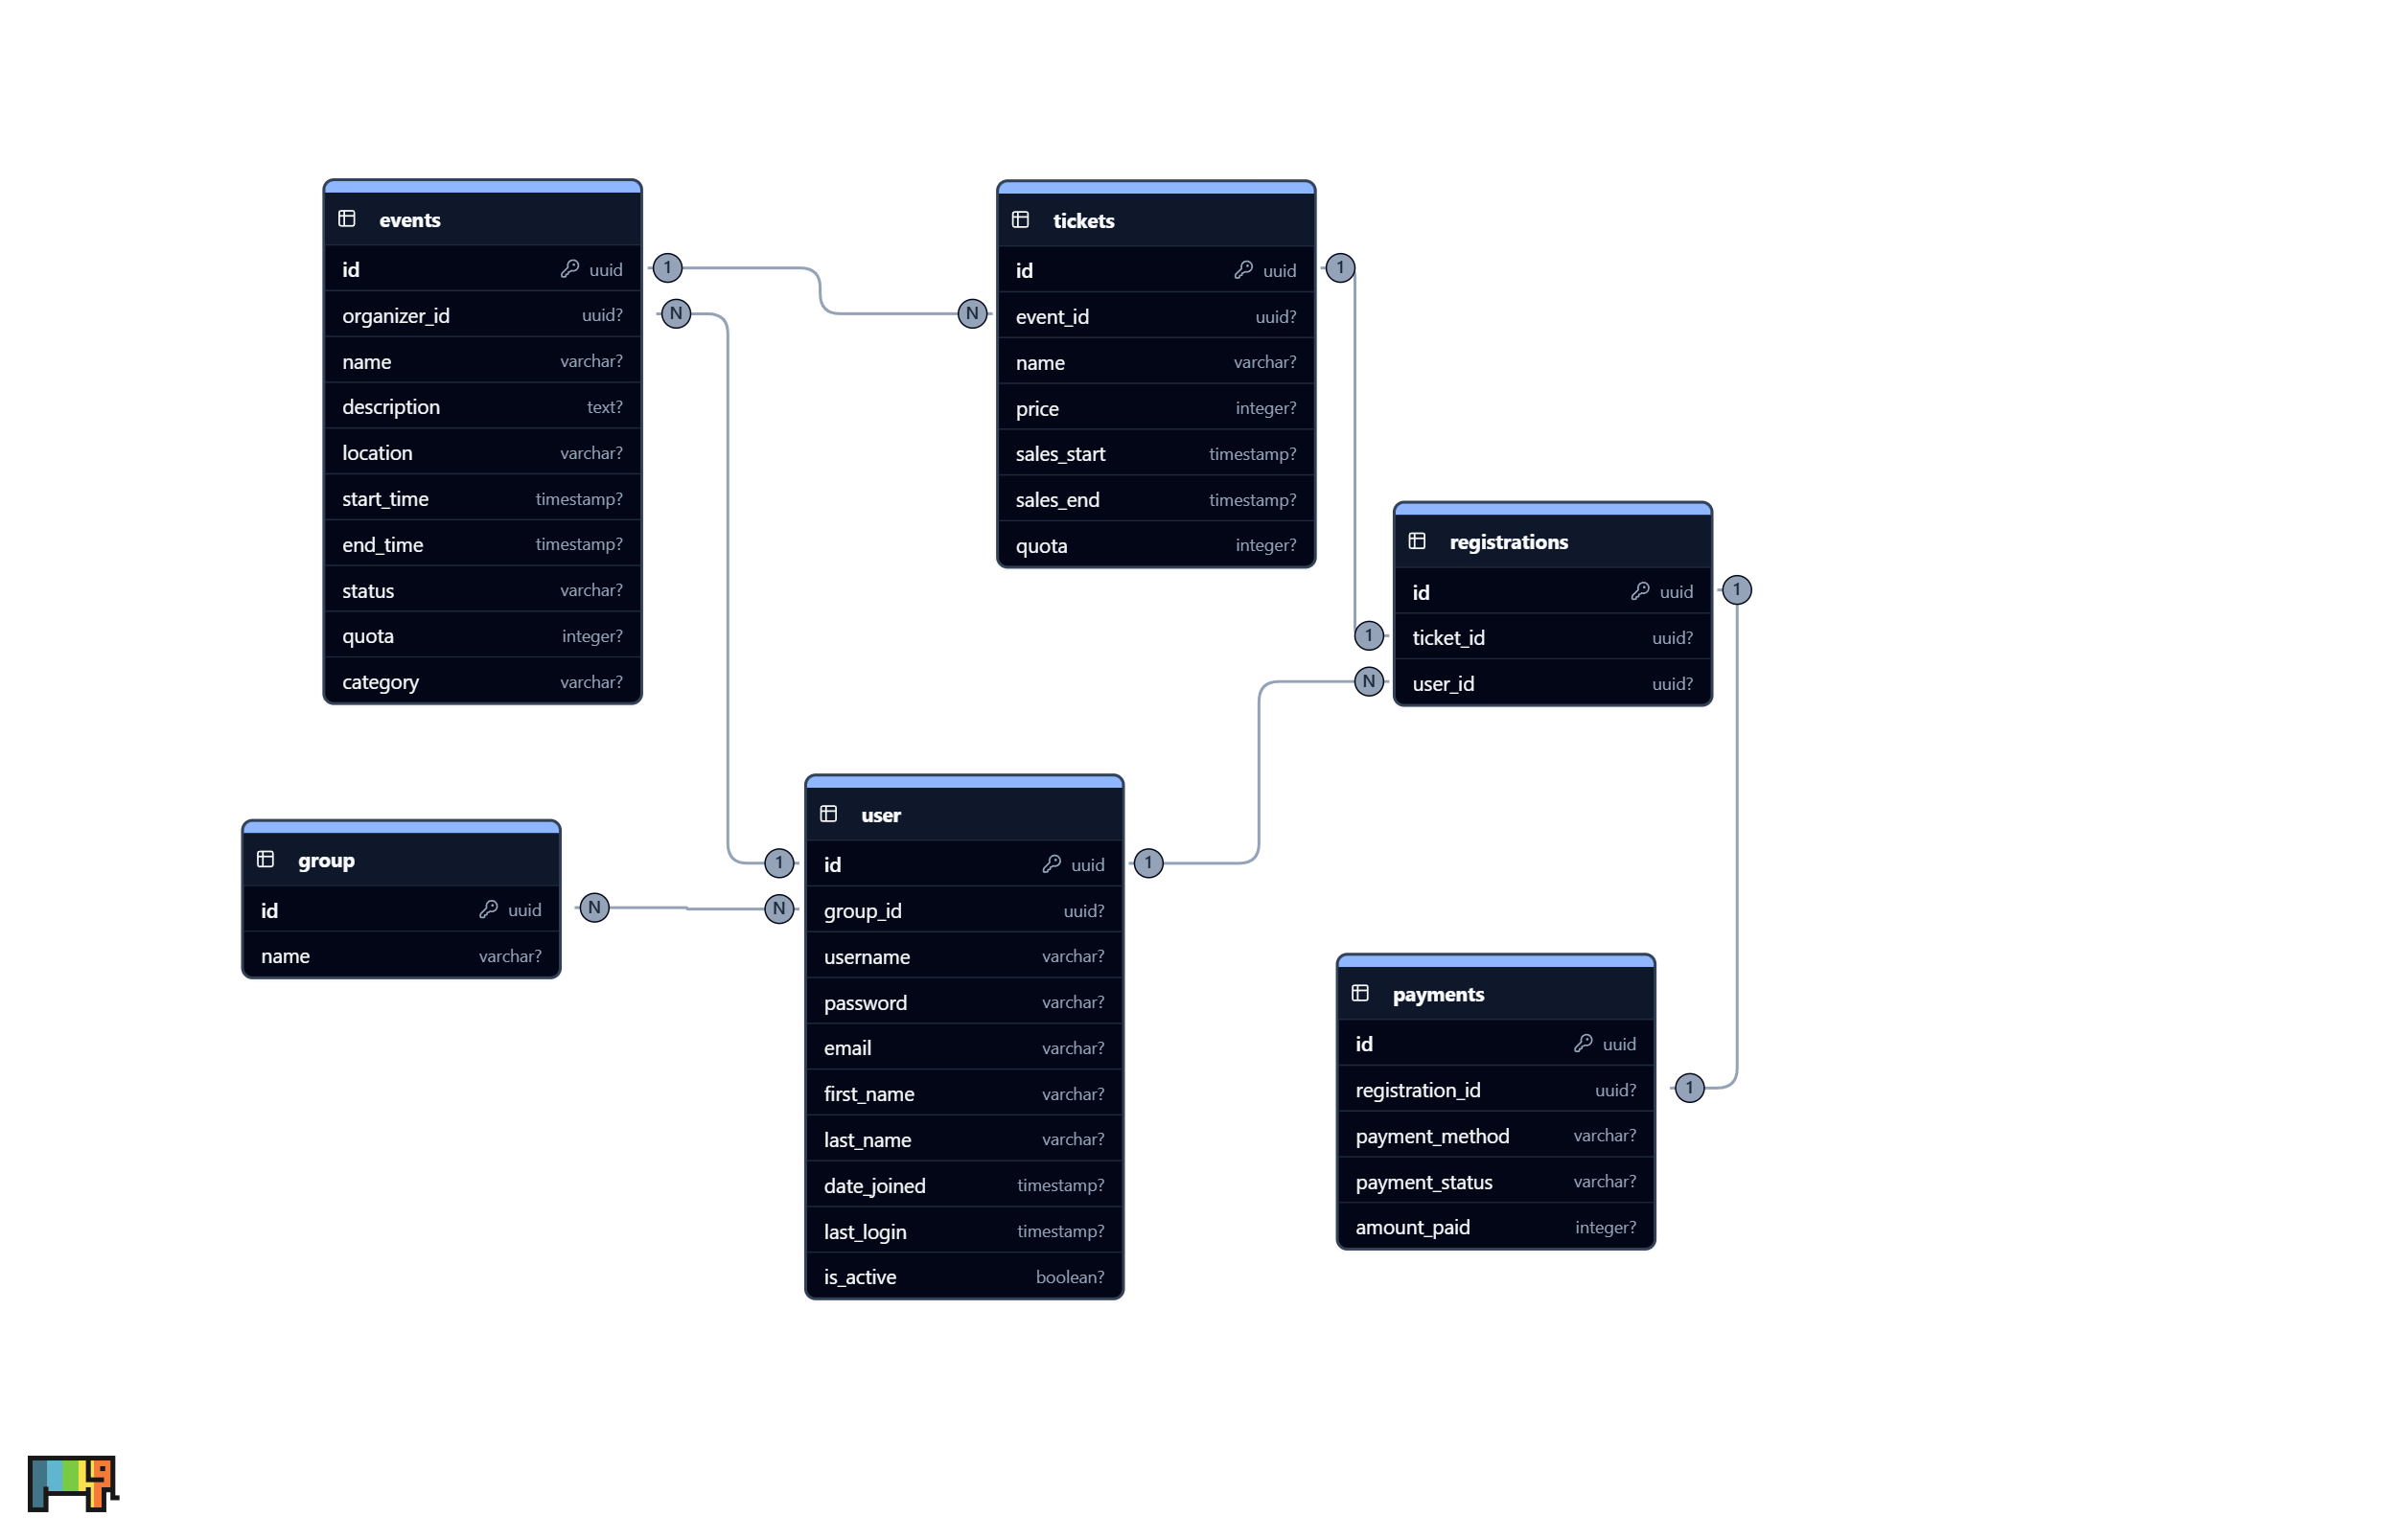 events
id uuid
organizer_id uuid?
name varchar?
description text?
location varchar?
start_time timestamp?
end_time timestamp?
status varchar?
quota integer?
category varchar?
1
N
N
1
tickets
id uuid
event_id uuid?
name varchar?
price integer?
sales_start timestamp?
sales_end timestamp?
quota integer?
1
1
N
registrations
id uuid
ticket_id uuid?
user_id uuid?
1
group
id uuid
name varchar?
N
N
user
id uuid
group_id uuid?
username varchar?
password varchar?
email varchar?
first_name varchar?
last_name varchar?
date_joined timestamp?
last_login timestamp?
is_active boolean?
1
payments
id uuid
registration_id uuid?
payment_method varchar?
payment_status varchar?
amount_paid integer?
1